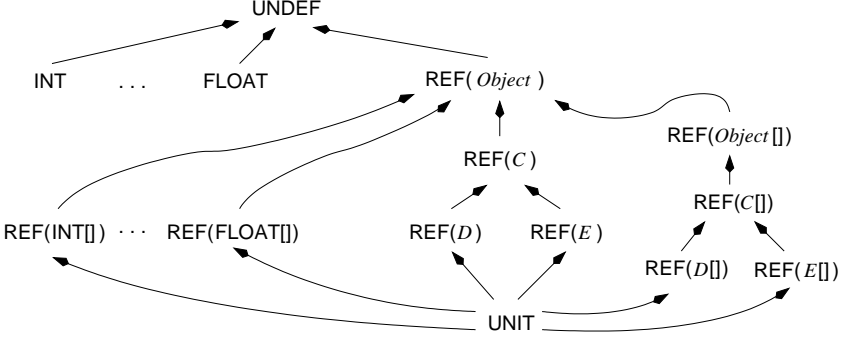 UNDEF
INT ... FLOAT REF(Object)
REF(Object[])
REF(C)
REF(C[])
REF(INT[]) ... REF(FLOAT[]) REF(D) REF(E)
REF(D[]) REF(E[])
UNIT